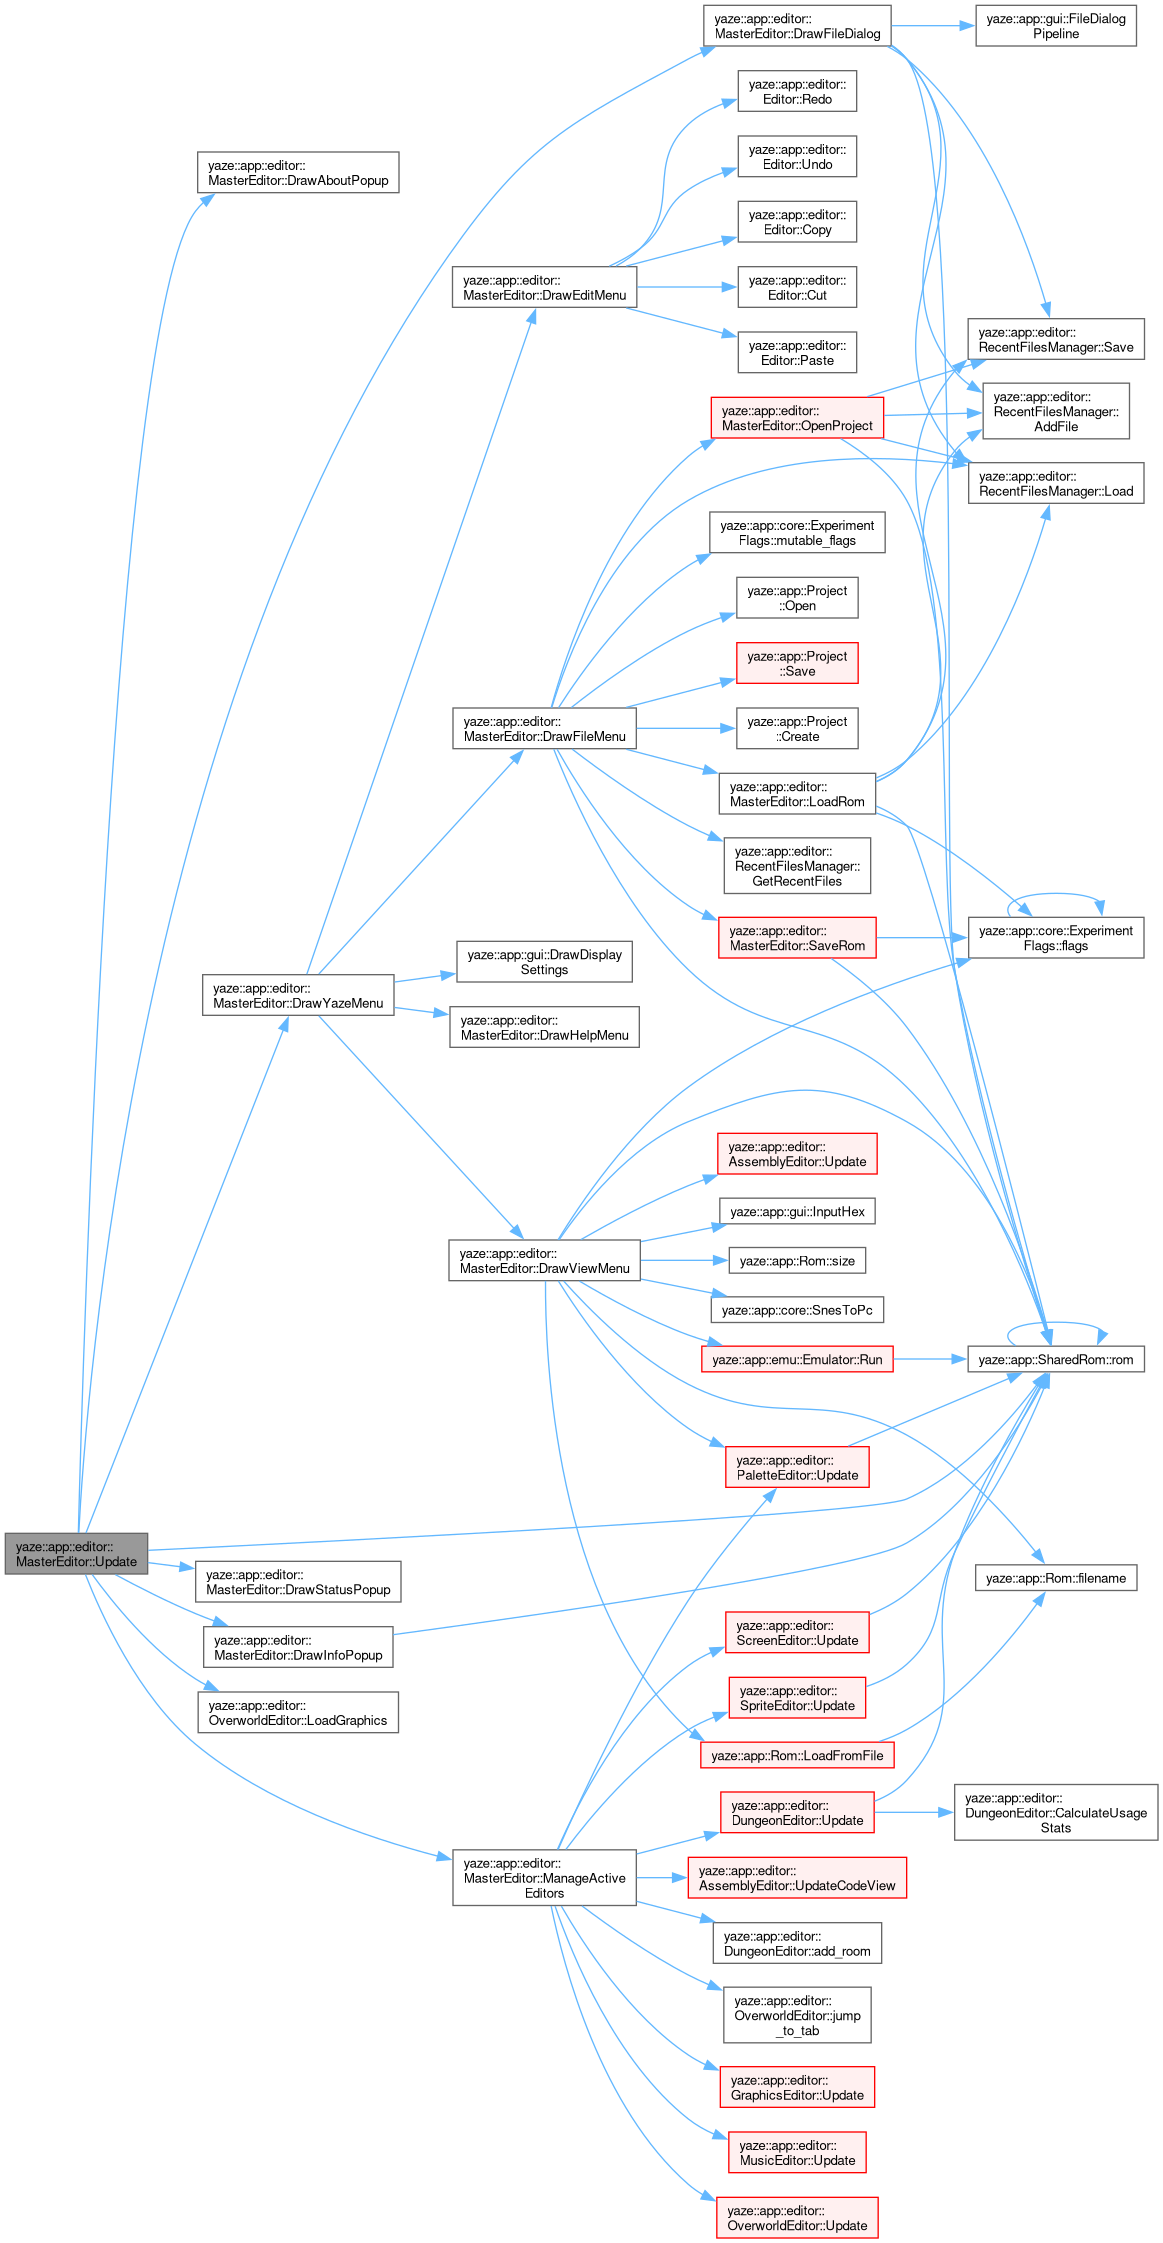 yaze::app::editor::
MasterEditor::DrawFileDialog
yaze::app::gui::FileDialog
Pipeline
yaze::app::editor::
Editor::Redo
yaze::app::editor::
Editor::Undo
yaze::app::editor::
MasterEditor::DrawAboutPopup
yaze::app::editor::
Editor::Copy
yaze::app::editor::
MasterEditor::DrawEditMenu
yaze::app::editor::
Editor::Cut
yaze::app::editor::
Editor::Paste
yaze::app::editor::
RecentFilesManager::Save
yaze::app::editor::
RecentFilesManager::
AddFile
yaze::app::editor::
MasterEditor::OpenProject
yaze::app::editor::
RecentFilesManager::Load
yaze::app::core::Experiment
Flags::mutable_flags
yaze::app::Project
::Open
yaze::app::Project
::Save
yaze::app::editor::
MasterEditor::DrawFileMenu
yaze::app::Project
::Create
yaze::app::editor::
MasterEditor::LoadRom
yaze::app::editor::
RecentFilesManager::
GetRecentFiles
yaze::app::editor::
MasterEditor::SaveRom
yaze::app::core::Experiment
Flags::flags
yaze::app::gui::DrawDisplay
Settings
yaze::app::editor::
MasterEditor::DrawYazeMenu
yaze::app::editor::
MasterEditor::DrawHelpMenu
yaze::app::editor::
AssemblyEditor::Update
yaze::app::gui::InputHex
yaze::app::editor::
MasterEditor::DrawViewMenu
yaze::app::Rom::size
yaze::app::core::SnesToPc
yaze::app::emu::Emulator::Run
yaze::app::SharedRom::rom
yaze::app::editor::
PaletteEditor::Update
yaze::app::editor::
MasterEditor::Update
yaze::app::editor::
MasterEditor::DrawStatusPopup
yaze::app::Rom::filename
yaze::app::editor::
ScreenEditor::Update
yaze::app::editor::
MasterEditor::DrawInfoPopup
yaze::app::editor::
SpriteEditor::Update
yaze::app::editor::
OverworldEditor::LoadGraphics
yaze::app::Rom::LoadFromFile
yaze::app::editor::
DungeonEditor::Update
yaze::app::editor::
DungeonEditor::CalculateUsage
Stats
yaze::app::editor::
MasterEditor::ManageActive
Editors
yaze::app::editor::
AssemblyEditor::UpdateCodeView
yaze::app::editor::
DungeonEditor::add_room
yaze::app::editor::
OverworldEditor::jump
_to_tab
yaze::app::editor::
GraphicsEditor::Update
yaze::app::editor::
MusicEditor::Update
yaze::app::editor::
OverworldEditor::Update